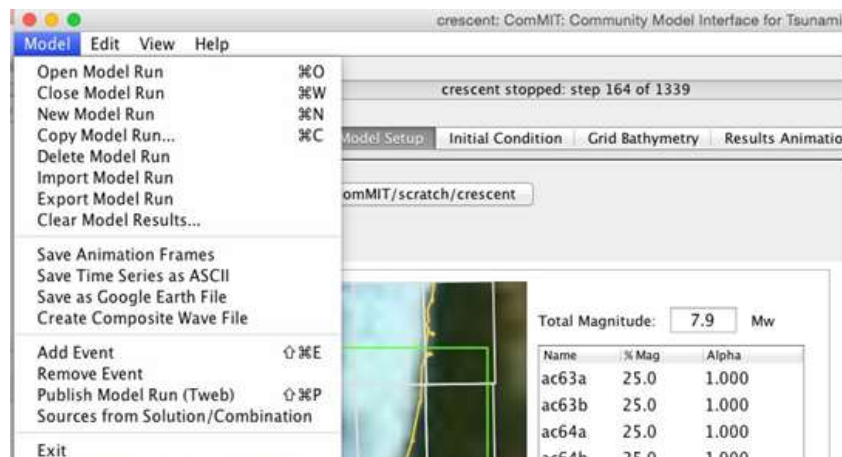 crescent: ComMIT: Community Model Interface for Tsunami
Model Edit View Help
Open Model Run ⌘O
Close Model Run ⌘W
New Model Run ⌘N
Copy Model Run... ⌘C
Delete Model Run
Import Model Run
Export Model Run
Clear Model Results...
Save Animation Frames
Save Time Series as ASCII
Save as Google Earth File
Create Composite Wave File
Add Event ⇧⌘E
Remove Event
Publish Model Run (Tweb) ⇧⌘P
Sources from Solution/Combination
Exit
crescent stopped: step 164 of 1339
Model Setup Initial Condition Grid Bathymetry Results Animatio
omMIT/scratch/crescent
Total Magnitude: 7.9 Mw
Name % Mag Alpha
ac63a 25.0 1.000
ac63b 25.0 1.000
ac64a 25.0 1.000
ac64b 25.0 1.000